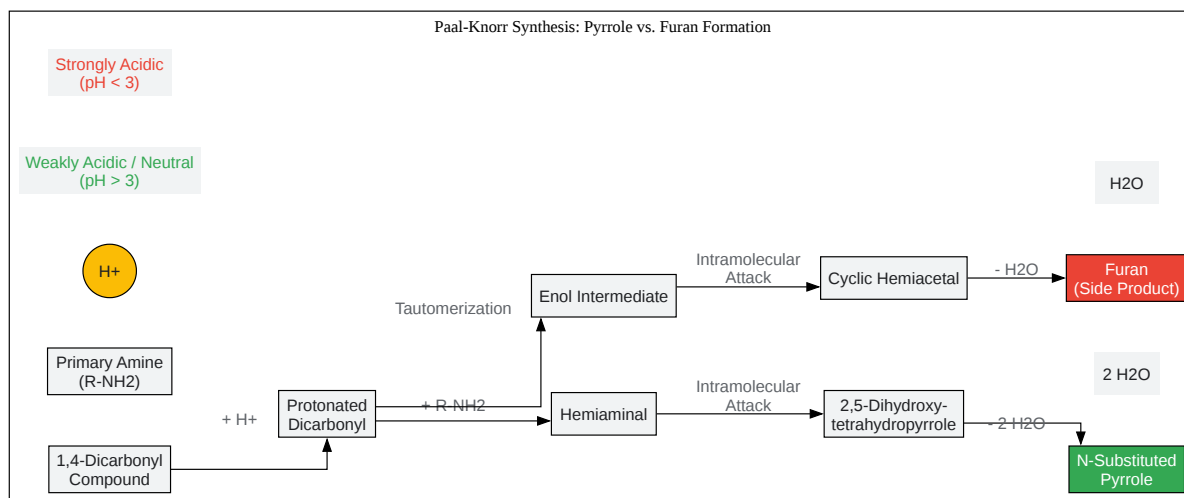 Paal-Knorr Synthesis: Pyrrole vs. Furan Formation
Strongly Acidic
(pH < 3)
Weakly Acidic / Neutral
(pH > 3)
H2O
H+
Tautomerization
Enol Intermediate
Intramolecular
Attack
Cyclic Hemiacetal
- H2O
Furan
(Side Product)
Primary Amine
(R-NH2)
+ H+
Protonated
Dicarbonyl
+ R-NH2
Hemiaminal
Intramolecular
Attack
2,5-Dihydroxy-
tetrahydropyrrole
- 2 H2O
2 H2O
1,4-Dicarbonyl
Compound
N-Substituted
Pyrrole